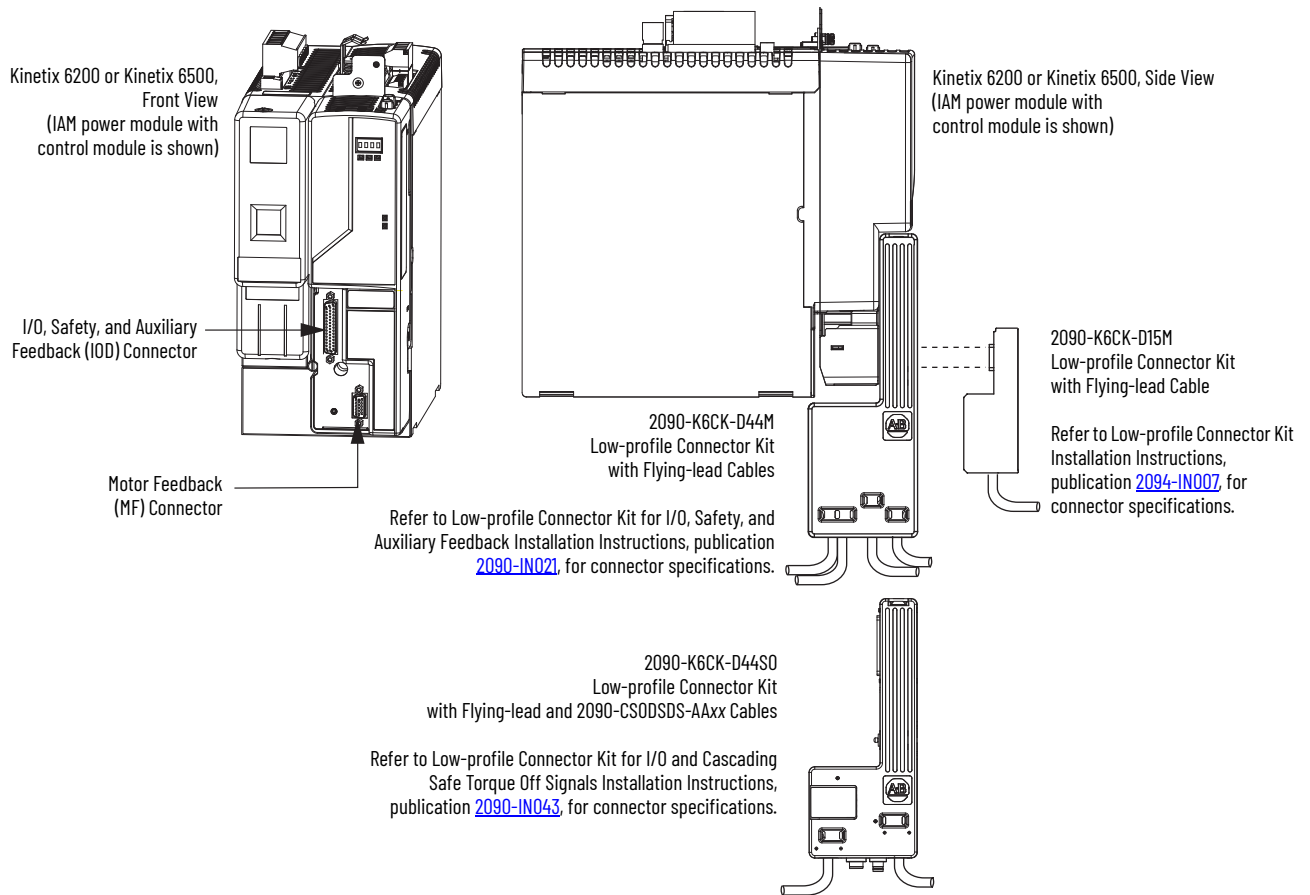 Kinetix 6200 or Kinetix 6500,
Front View
(IAM power module with
control module is shown)
Kinetix 6200 or Kinetix 6500, Side View
(IAM power module with
control module is shown)
I/O, Safety, and Auxiliary
Feedback (IOD) Connector
Motor Feedback
(MF) Connector
2090-K6CK-D15M
Low-profile Connector Kit
with Flying-lead Cable
Refer to Low-profile Connector Kit
Installation Instructions,
publication 2094-IN007, for
connector specifications.
2090-K6CK-D44M
Low-profile Connector Kit
with Flying-lead Cables
Refer to Low-profile Connector Kit for I/O, Safety, and
Auxiliary Feedback Installation Instructions, publication
2090-IN021, for connector specifications.
AB
2090-K6CK-D44S0
Low-profile Connector Kit
with Flying-lead and 2090-CS0DSDS-AAxx Cables
Refer to Low-profile Connector Kit for I/O and Cascading
Safe Torque Off Signals Installation Instructions,
publication 2090-IN043, for connector specifications.
AB